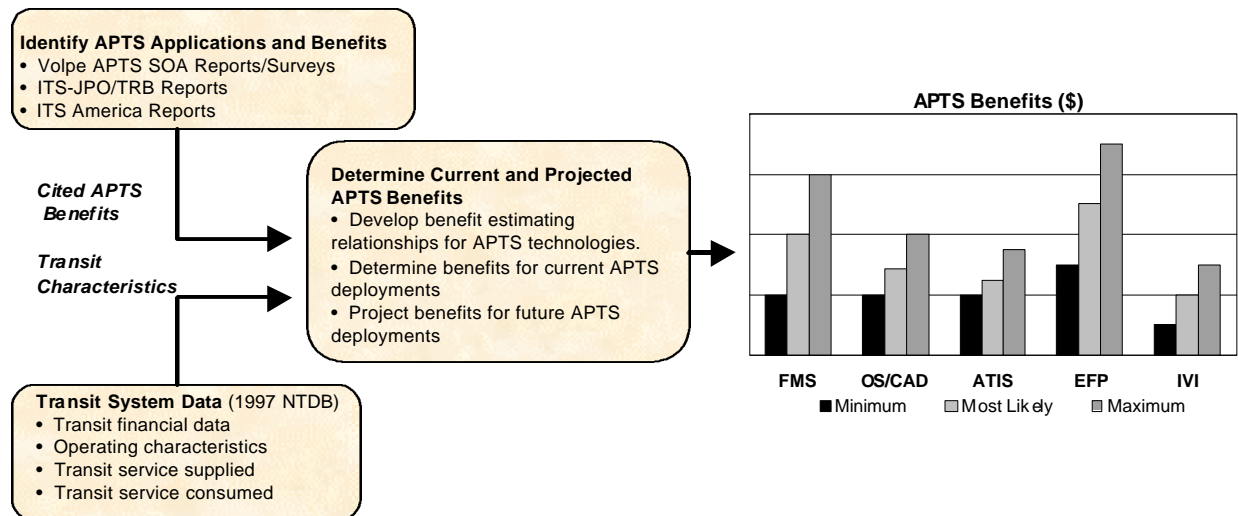 Identify APTS Applications and Benefits
• Volpe APTS SOA Reports/Surveys
• ITS-JPO/TRB Reports
• ITS America Reports
Cited APTS
Benefits
Transit
Characteristics
Transit System Data (1997 NTDB)
• Transit financial data
• Operating characteristics
• Transit service supplied
• Transit service consumed
Determine Current and Projected
APTS Benefits
• Develop benefit estimating
relationships for APTS technologies.
• Determine benefits for current APTS
deployments
• Project benefits for future APTS
deployments
APTS Benefits ($)
FMS OS/CAD ATIS EFP IVI
Minimum Most Likely Maximum